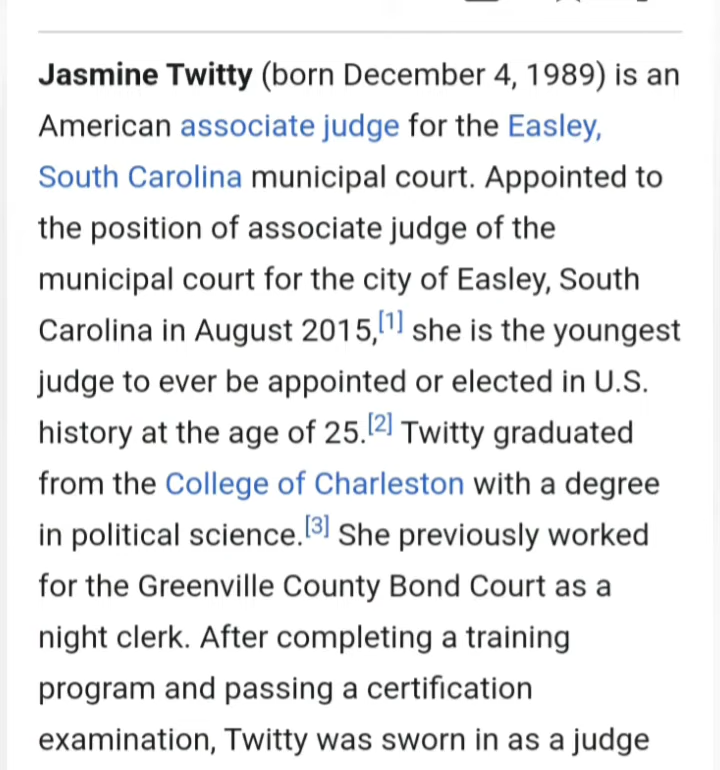 Jasmine Twitty (born December 4, 1989) is an
American associate judge for the Easley,
South Carolina municipal court. Appointed to
the position of associate judge of the
municipal court for the city of Easley, South
Carolina in August 2015,[1] she is the youngest
judge to ever be appointed or elected in U.S.
history at the age of 25.[2] Twitty graduated
from the College of Charleston with a degree
in political science.[3] She previously worked
for the Greenville County Bond Court as a
night clerk. After completing a training
program and passing a certification
examination, Twitty was sworn in as a judge